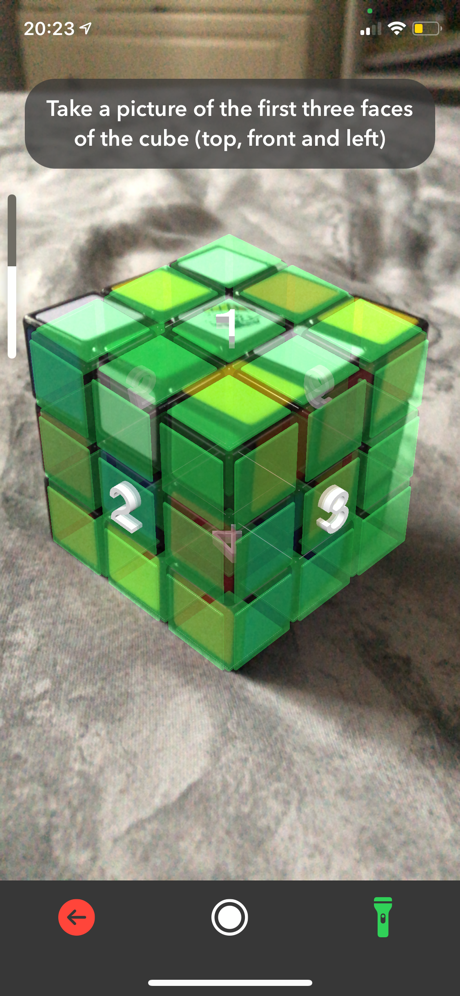 20:23
Take a picture of the first three faces
of the cube (top, front and left)
1
2
3
4